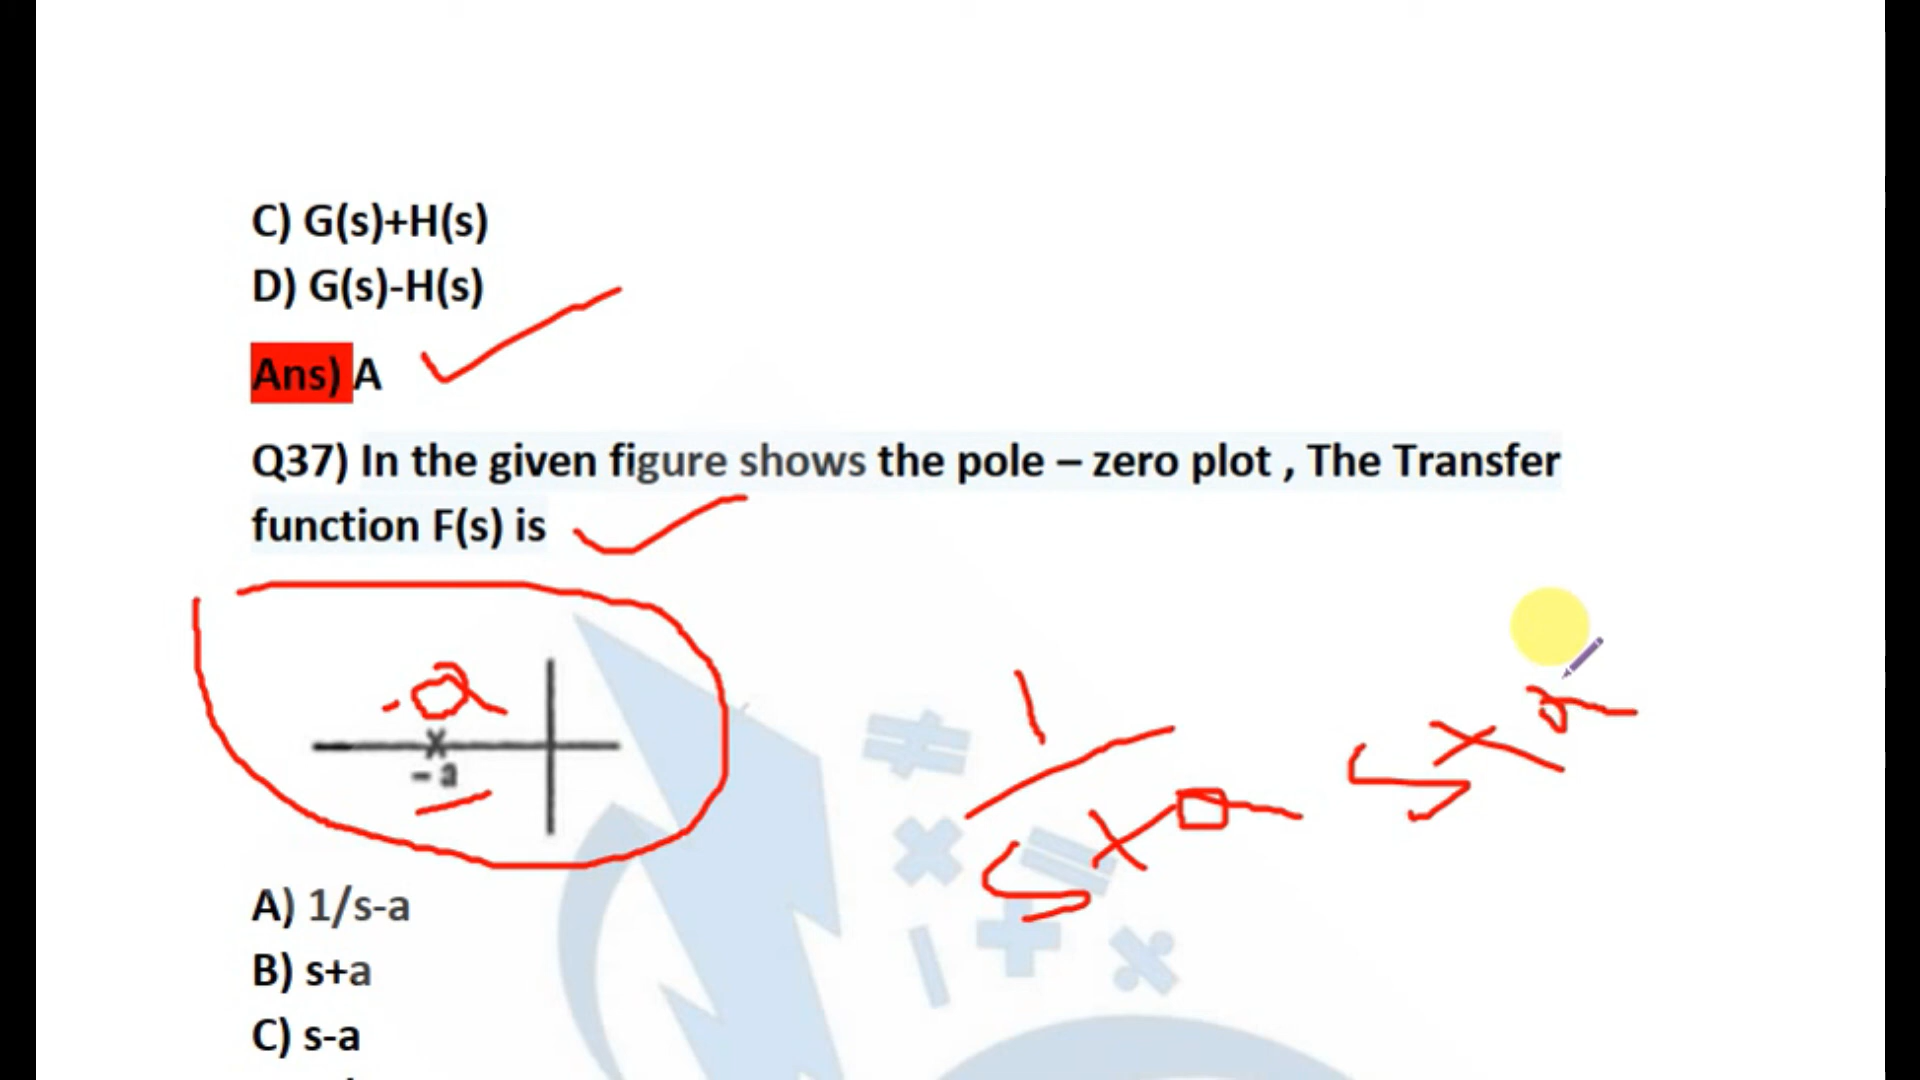 C) G(s)+H(s)
D) G(s)-H(s)
Ans) A
Q37) In the given figure shows the pole – zero plot , The Transfer
function F(s) is
- a
x
- a
1
s + a
s + a
A) 1/s-a
B) s+a
C) s-a